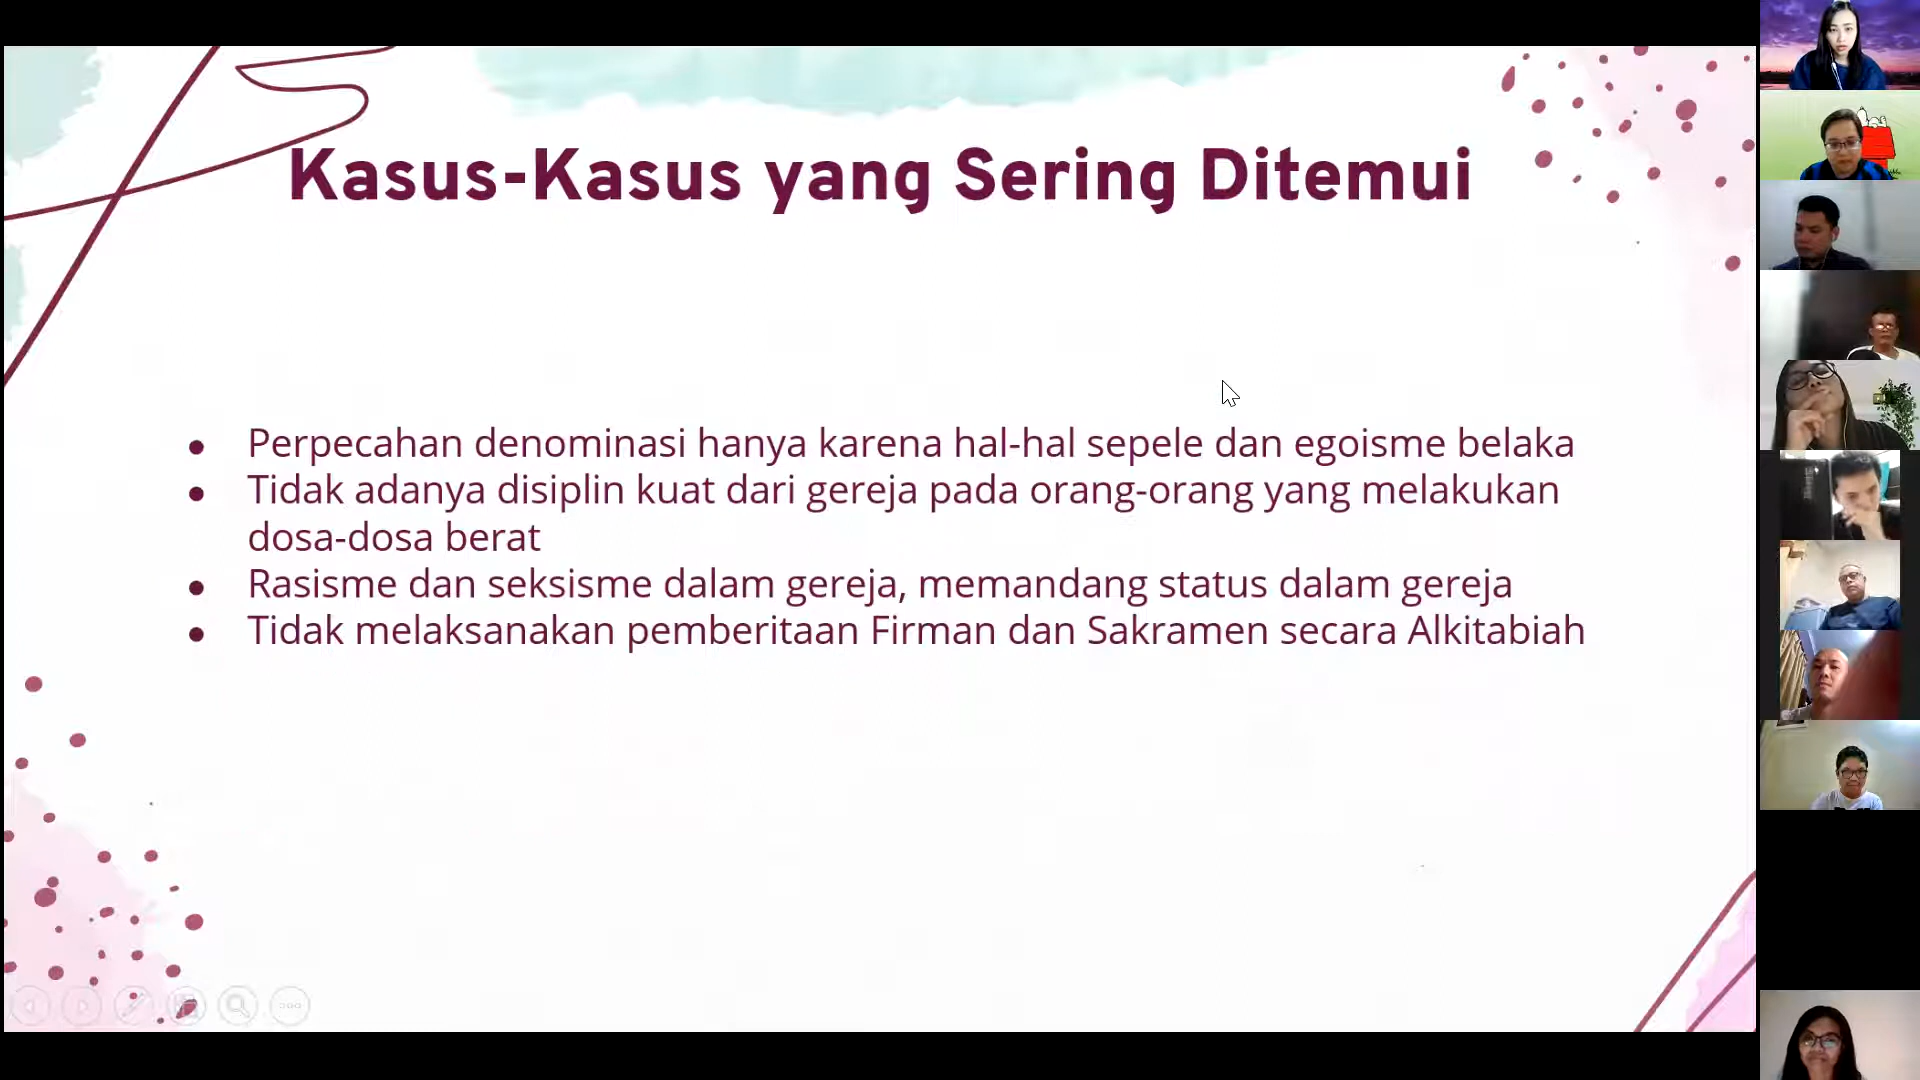 Kasus-Kasus yang Sering Ditemui
● Perpecahan denominasi hanya karena hal-hal sepele dan egoisme belaka
● Tidak adanya disiplin kuat dari gereja pada orang-orang yang melakukan
dosa-dosa berat
● Rasisme dan seksisme dalam gereja, memandang status dalam gereja
● Tidak melaksanakan pemberitaan Firman dan Sakramen secara Alkitabiah